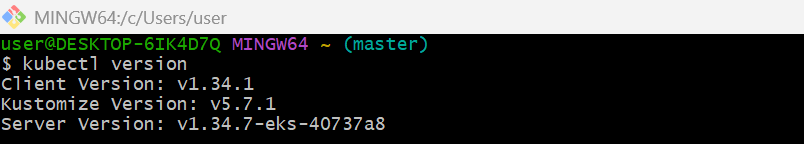 MINGW64:/c/Users/user
user@DESKTOP-6IK4D7Q MINGW64 ~ (master)
$ kubectl version
Client Version: v1.34.1
Kustomize Version: v5.7.1
Server Version: v1.34.7-eks-40737a8